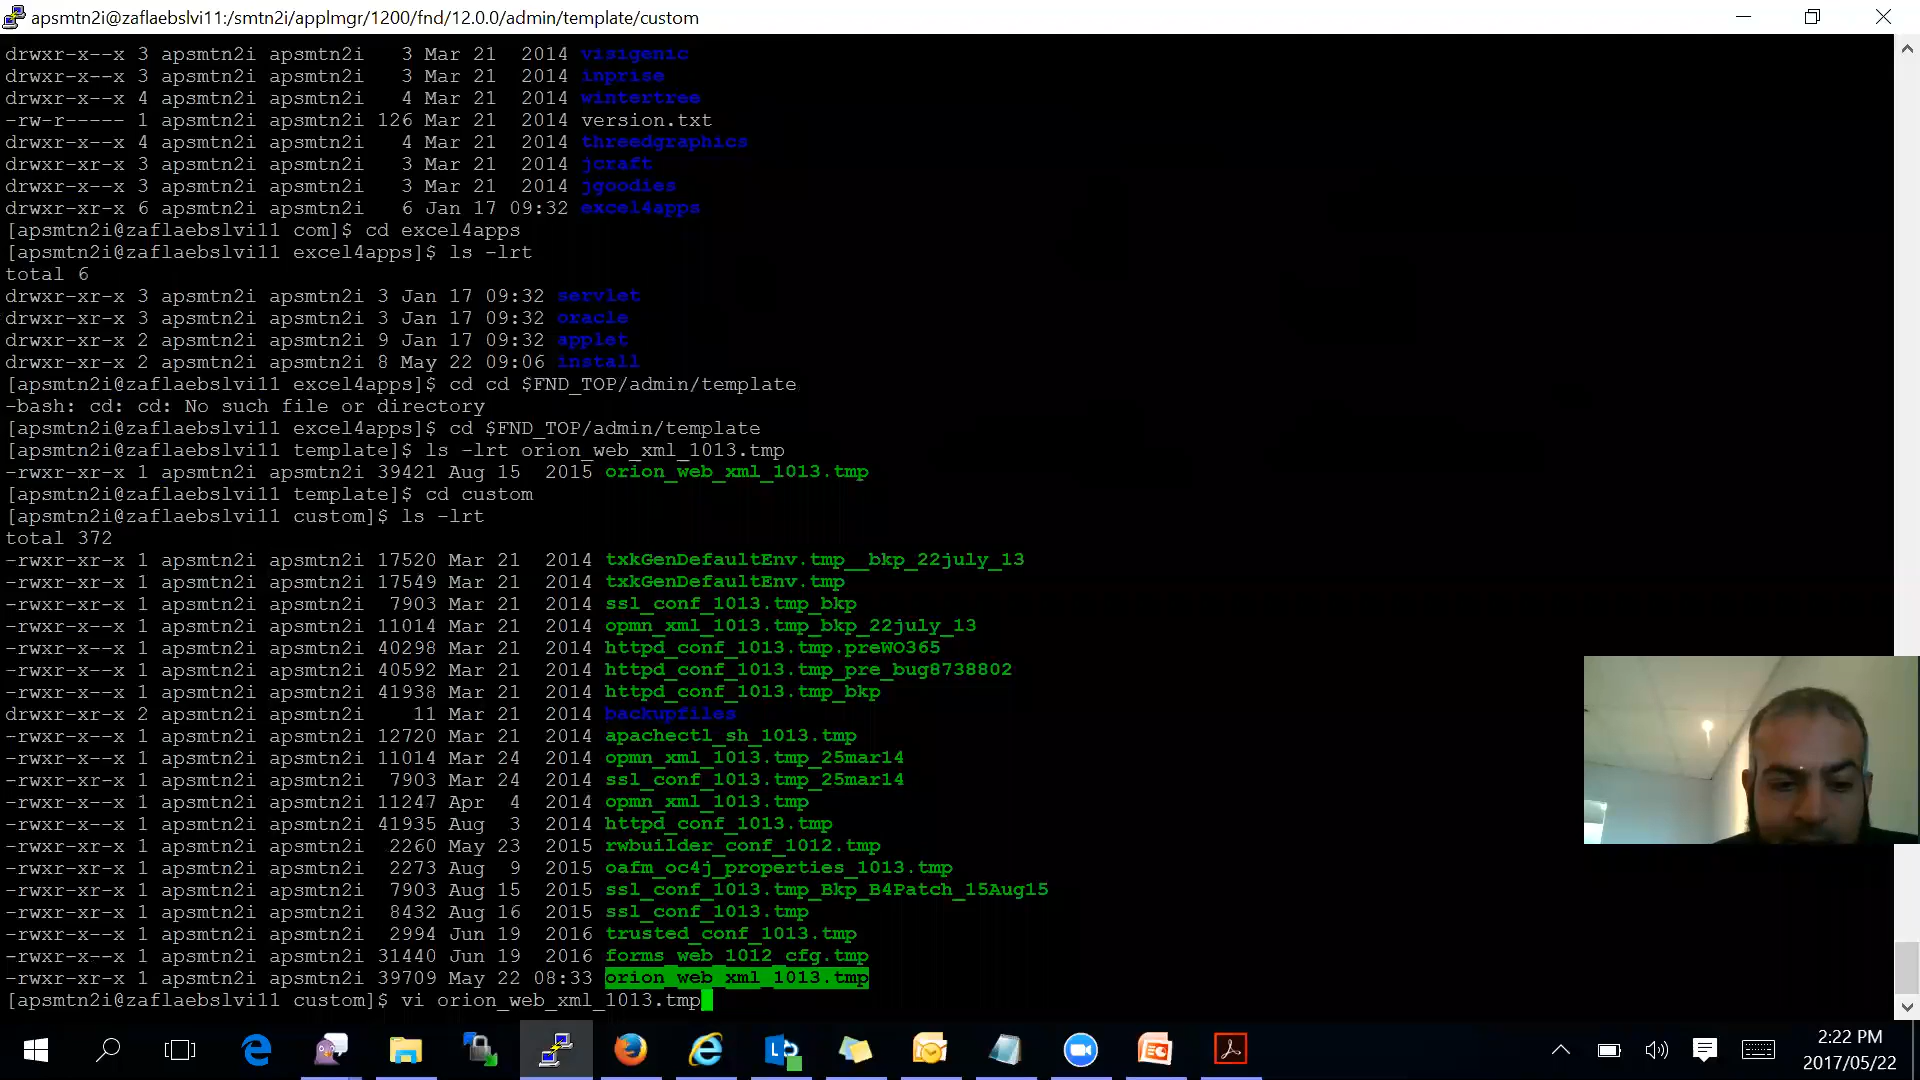 apsmtn2i@zaflaebslvi11:/smtn2i/applmgr/1200/fnd/12.0.0/admin/template/custom
drwxr-x--x 3 apsmtn2i apsmtn2i   3 Mar 21  2014 visigenic
drwxr-x--x 3 apsmtn2i apsmtn2i   3 Mar 21  2014 inprise
drwxr-x--x 4 apsmtn2i apsmtn2i   4 Mar 21  2014 wintertree
-rw-r----- 1 apsmtn2i apsmtn2i 126 Mar 21  2014 version.txt
drwxr-x--x 4 apsmtn2i apsmtn2i   4 Mar 21  2014 threedgraphics
drwxr-x--x 3 apsmtn2i apsmtn2i   3 Mar 21  2014 jcraft
drwxr-x--x 3 apsmtn2i apsmtn2i   3 Mar 21  2014 jgoodies
drwxr-xr-x 6 apsmtn2i apsmtn2i   6 Jan 17 09:32 excel4apps
[apsmtn2i@zaflaebslvi11 com]$ cd excel4apps
[apsmtn2i@zaflaebslvi11 excel4apps]$ ls -lrt
total 6
drwxr-xr-x 3 apsmtn2i apsmtn2i 3 Jan 17 09:32 servlet
drwxr-xr-x 3 apsmtn2i apsmtn2i 3 Jan 17 09:32 oracle
drwxr-xr-x 2 apsmtn2i apsmtn2i 9 Jan 17 09:32 applet
drwxr-xr-x 2 apsmtn2i apsmtn2i 8 May 22 09:06 install
[apsmtn2i@zaflaebslvi11 excel4apps]$ cd cd $FND_TOP/admin/template
-bash: cd: cd: No such file or directory
[apsmtn2i@zaflaebslvi11 excel4apps]$ cd $FND_TOP/admin/template
[apsmtn2i@zaflaebslvi11 template]$ ls -lrt orion_web_xml_1013.tmp
-rwxr-xr-x 1 apsmtn2i apsmtn2i 39421 Aug 15  2015 orion_web_xml_1013.tmp
[apsmtn2i@zaflaebslvi11 template]$ cd custom
[apsmtn2i@zaflaebslvi11 custom]$ ls -lrt
total 372
-rwxr-xr-x 1 apsmtn2i apsmtn2i 17520 Mar 21  2014 txkGenDefaultEnv.tmp__bkp_22july_13
-rwxr-xr-x 1 apsmtn2i apsmtn2i 17549 Mar 21  2014 txkGenDefaultEnv.tmp
-rwxr-xr-x 1 apsmtn2i apsmtn2i  7903 Mar 21  2014 ssl_conf_1013.tmp_bkp
-rwxr-xr-x 1 apsmtn2i apsmtn2i 11014 Mar 21  2014 opmn_xml_1013.tmp_bkp_22july_13
-rwxr-xr-x 1 apsmtn2i apsmtn2i 40298 Mar 21  2014 httpd_conf_1013.tmp.preWO365
-rwxr-xr-x 1 apsmtn2i apsmtn2i 40592 Mar 21  2014 httpd_conf_1013.tmp_pre_bug8738802
-rwxr-xr-x 1 apsmtn2i apsmtn2i 41938 Mar 21  2014 httpd_conf_1013.tmp_bkp
drwxr-xr-x 2 apsmtn2i apsmtn2i    11 Mar 21  2014 backupfiles
-rwxr-xr-x 1 apsmtn2i apsmtn2i 12720 Mar 21  2014 apachectl_sh_1013.tmp
-rwxr-xr-x 1 apsmtn2i apsmtn2i 11014 Mar 24  2014 opmn_xml_1013.tmp_25mar14
-rwxr-xr-x 1 apsmtn2i apsmtn2i  7903 Mar 24  2014 ssl_conf_1013.tmp_25mar14
-rwxr-xr-x 1 apsmtn2i apsmtn2i 11247 Apr  4  2014 opmn_xml_1013.tmp
-rwxr-xr-x 1 apsmtn2i apsmtn2i 41935 Aug  3  2014 httpd_conf_1013.tmp
-rwxr-xr-x 1 apsmtn2i apsmtn2i  2260 May 23  2015 rwbuilder_conf_1012.tmp
-rwxr-xr-x 1 apsmtn2i apsmtn2i  2273 Aug  9  2015 oafm_oc4j_properties_1013.tmp
-rwxr-xr-x 1 apsmtn2i apsmtn2i  7903 Aug 15  2015 ssl_conf_1013.tmp_Bkp_B4Patch_15Aug15
-rwxr-xr-x 1 apsmtn2i apsmtn2i  8432 Aug 16  2015 ssl_conf_1013.tmp
-rwxr-x--x 1 apsmtn2i apsmtn2i  2994 Jun 19  2016 trusted_conf_1013.tmp
-rwxr-x--x 1 apsmtn2i apsmtn2i 31440 Jun 19  2016 forms_web_1012_cfg.tmp
-rwxr-xr-x 1 apsmtn2i apsmtn2i 39709 May 22 08:33 orion_web_xml_1013.tmp
[apsmtn2i@zaflaebslvi11 custom]$ vi orion_web_xml_1013.tmp
2:22 PM
2017/05/22